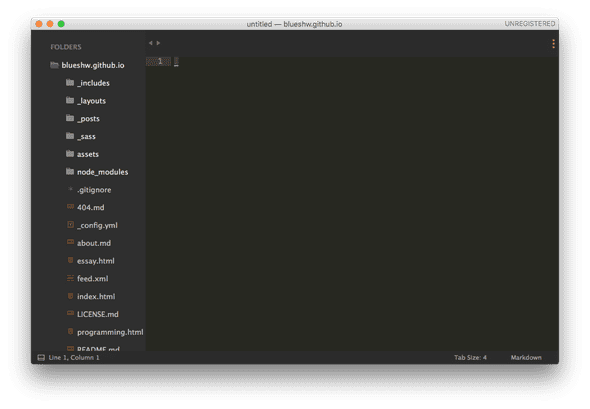 untitled — blueshw.github.io
UNREGISTERED
FOLDERS
blueshw.github.io
_includes
_layouts
_posts
_sass
assets
node_modules
.gitignore
404.md
_config.yml
about.md
essay.html
feed.xml
index.html
LICENSE.md
programming.html
README.md
1
Line 1, Column 1
Tab Size: 4
Markdown